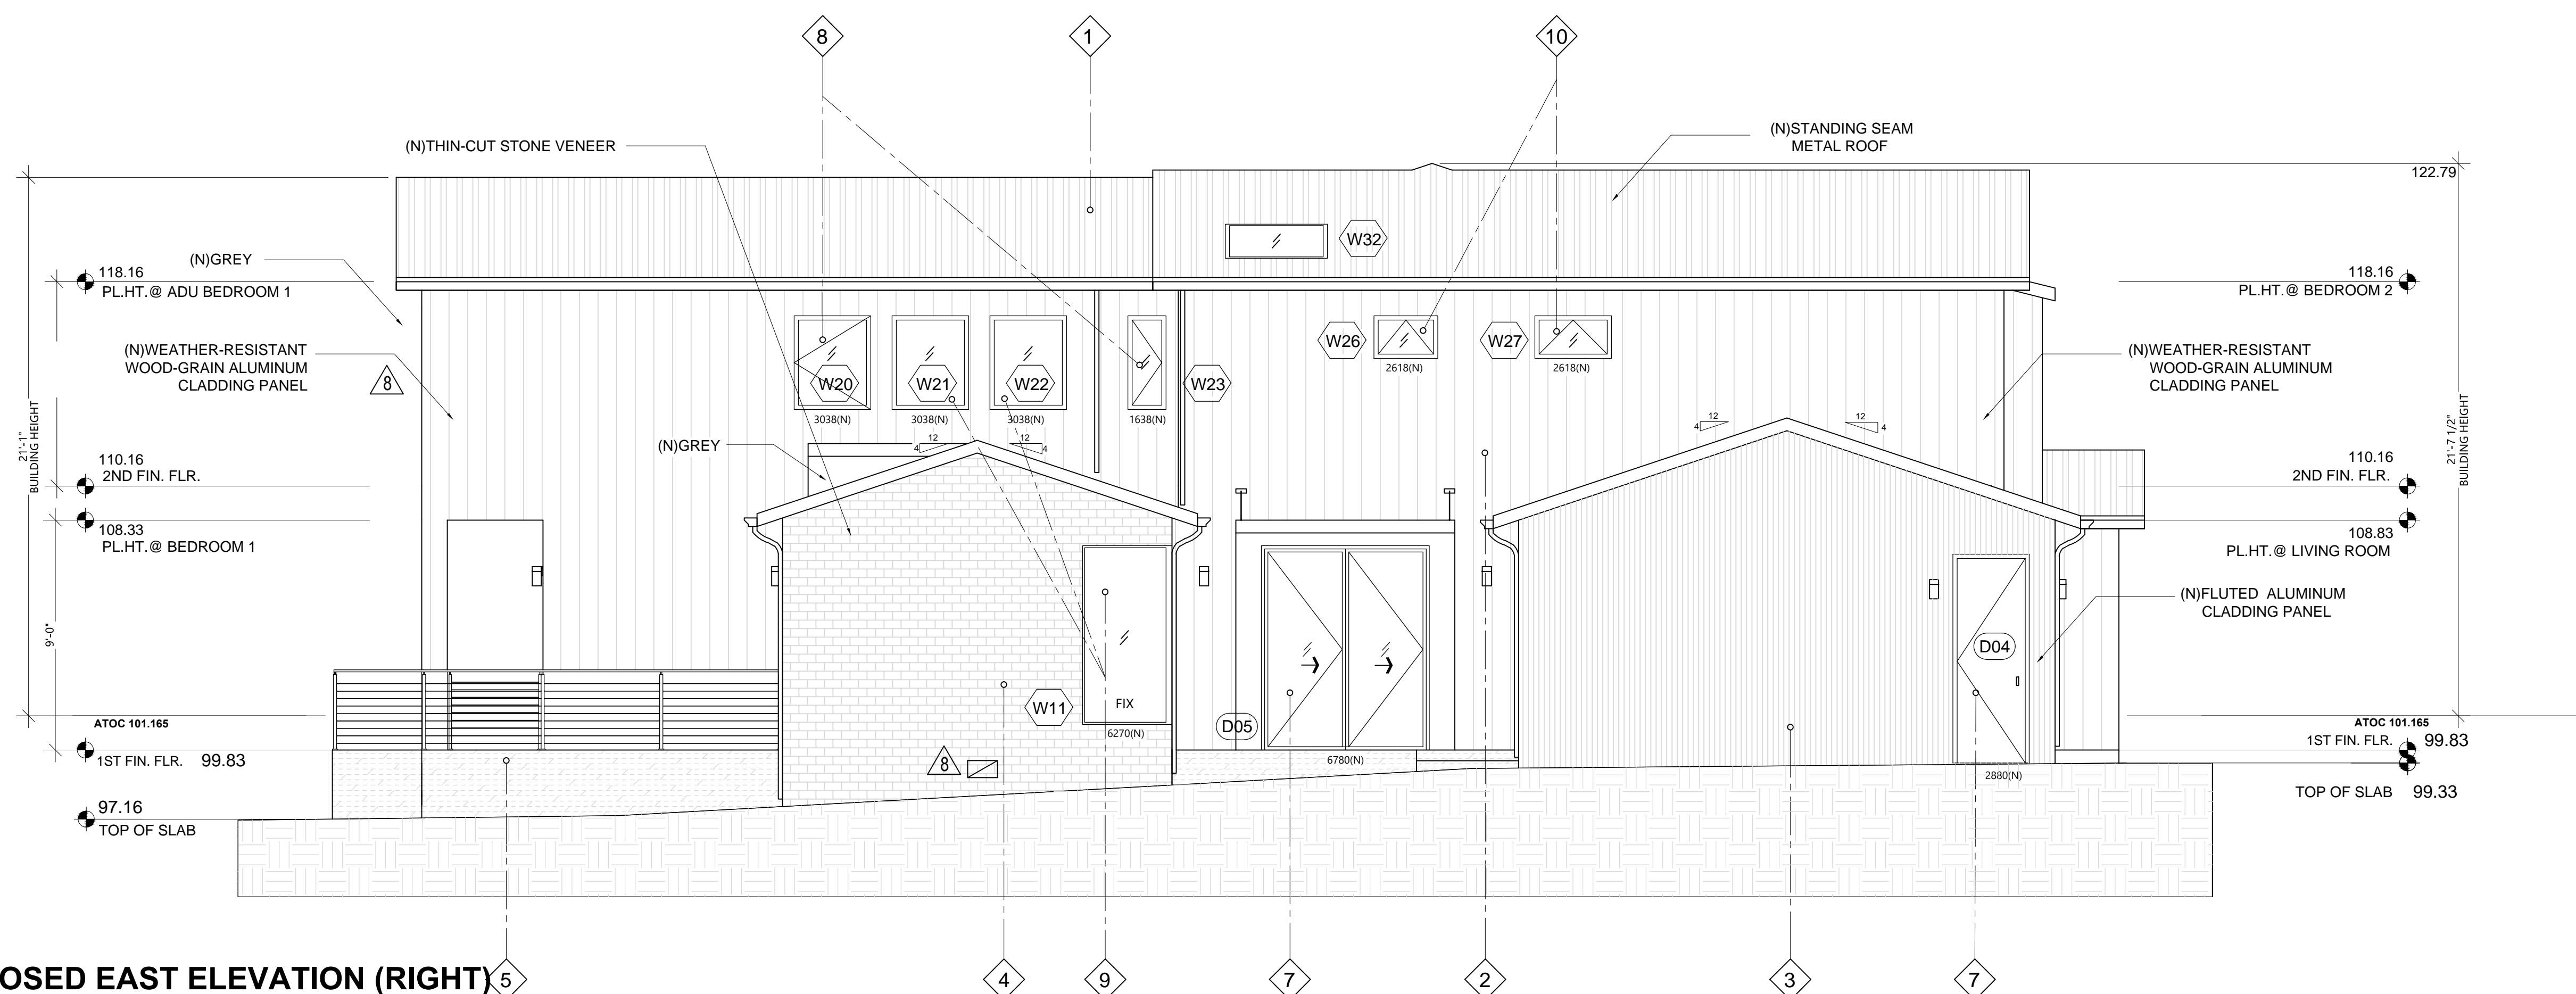 8
1
10
(N)THIN-CUT STONE VENEER
(N)STANDING SEAM
METAL ROOF
122.79
(N)GREY
W32
118.16
PL.HT.@ ADU BEDROOM 1
118.16
PL.HT.@ BEDROOM 2
(N)WEATHER-RESISTANT
WOOD-GRAIN ALUMINUM
CLADDING PANEL
8
W20
W21
W22
W23
W26
W27
2618(N)
2618(N)
(N)WEATHER-RESISTANT
WOOD-GRAIN ALUMINUM
CLADDING PANEL
3038(N)
3038(N)
3038(N)
1638(N)
21'-1"
BUILDING HEIGHT
21'-7 1/2"
BUILDING HEIGHT
(N)GREY
12
4
12
4
12
4
12
4
110.16
2ND FIN. FLR.
110.16
2ND FIN. FLR.
108.33
PL.HT.@ BEDROOM 1
108.83
PL.HT.@ LIVING ROOM
(N)FLUTED ALUMINUM
CLADDING PANEL
9'-0"
D04
W11
FIX
D05
6270(N)
ATOC 101.165
ATOC 101.165
1ST FIN. FLR. 99.83
1ST FIN. FLR. 99.83
8
6780(N)
2880(N)
TOP OF SLAB 99.33
97.16
TOP OF SLAB
OSED EAST ELEVATION (RIGHT)
5
4
9
7
2
3
7